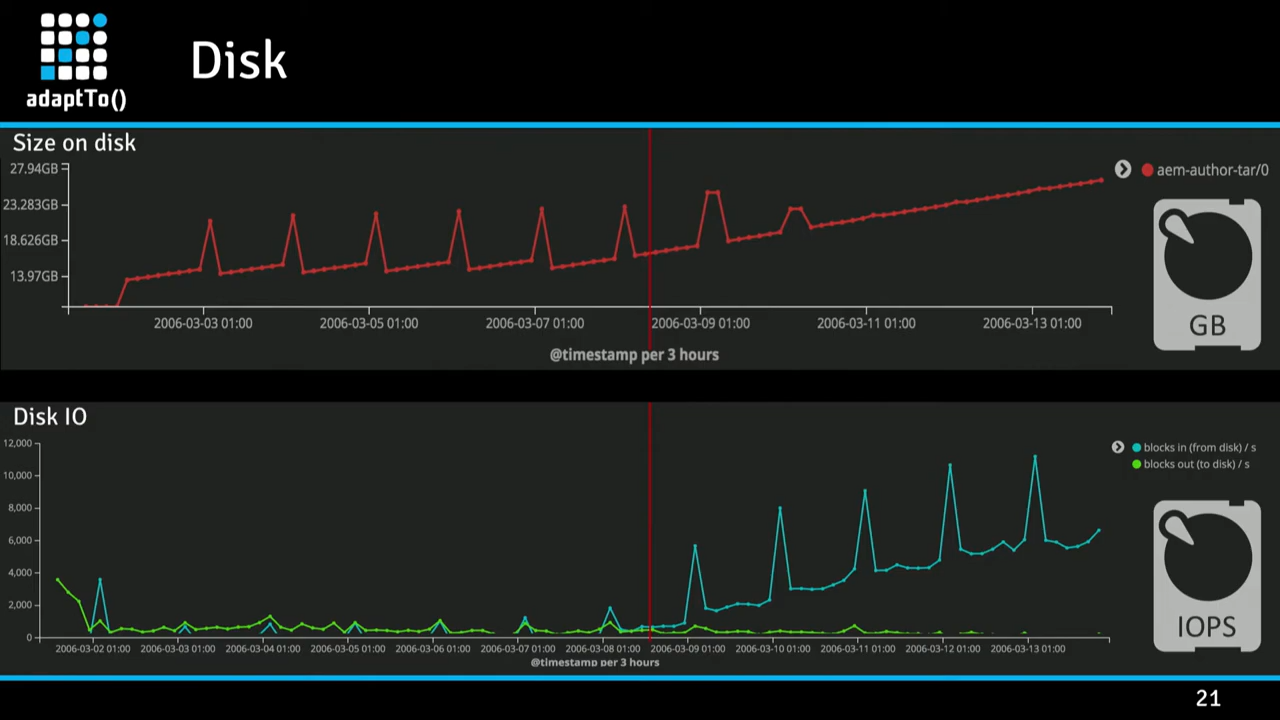 adaptTo()
Disk
Size on disk
27.94GB
23.283GB
18.626GB
13.97GB
2006-03-03 01:00 2006-03-05 01:00 2006-03-07 01:00 2006-03-09 01:00 2006-03-11 01:00 2006-03-13 01:00
@timestamp per 3 hours
aem-author-tar/0
GB
Disk IO
12,000
10,000
8,000
6,000
4,000
2,000
0
2006-03-02 01:00 2006-03-03 01:00 2006-03-04 01:00 2006-03-05 01:00 2006-03-06 01:00 2006-03-07 01:00 2006-03-08 01:00 2006-03-09 01:00 2006-03-10 01:00 2006-03-11 01:00 2006-03-12 01:00 2006-03-13 01:00
@timestamp per 3 hours
blocks in (from disk) / s
blocks out (to disk) / s
IOPS
21